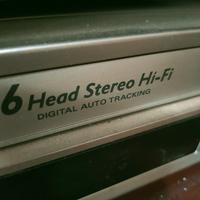 6 Head Stereo Hi-Fi
DIGITAL AUTO TRACKING